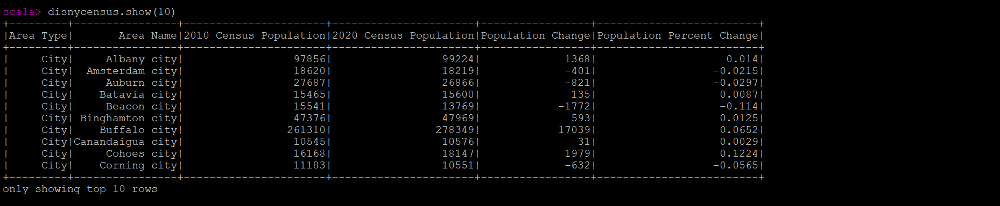 scala> disnycensus.show(10)
+---------+----------------+----------------------+----------------------+-----------------+-------------------------+
|Area Type|       Area Name|2010 Census Population|2020 Census Population|Population Change|Population Percent Change|
+---------+----------------+----------------------+----------------------+-----------------+-------------------------+
|     City|     Albany city|                 97856|                 99224|             1368|                    0.014|
|     City|  Amsterdam city|                 18620|                 18219|             -401|                  -0.0215|
|     City|     Auburn city|                 27687|                 26866|             -821|                  -0.0297|
|     City|    Batavia city|                 15465|                 15600|              135|                   0.0087|
|     City|     Beacon city|                 15541|                 13769|            -1772|                   -0.114|
|     City| Binghamton city|                 47376|                 47969|              593|                   0.0125|
|     City|    Buffalo city|                261310|                278349|            17039|                   0.0652|
|     City|Canandaigua city|                 10545|                 10576|               31|                   0.0029|
|     City|     Cohoes city|                 16168|                 18147|             1979|                   0.1224|
|     City|    Corning city|                 11183|                 10551|             -632|                  -0.0565|
+---------+----------------+----------------------+----------------------+-----------------+-------------------------+
only showing top 10 rows